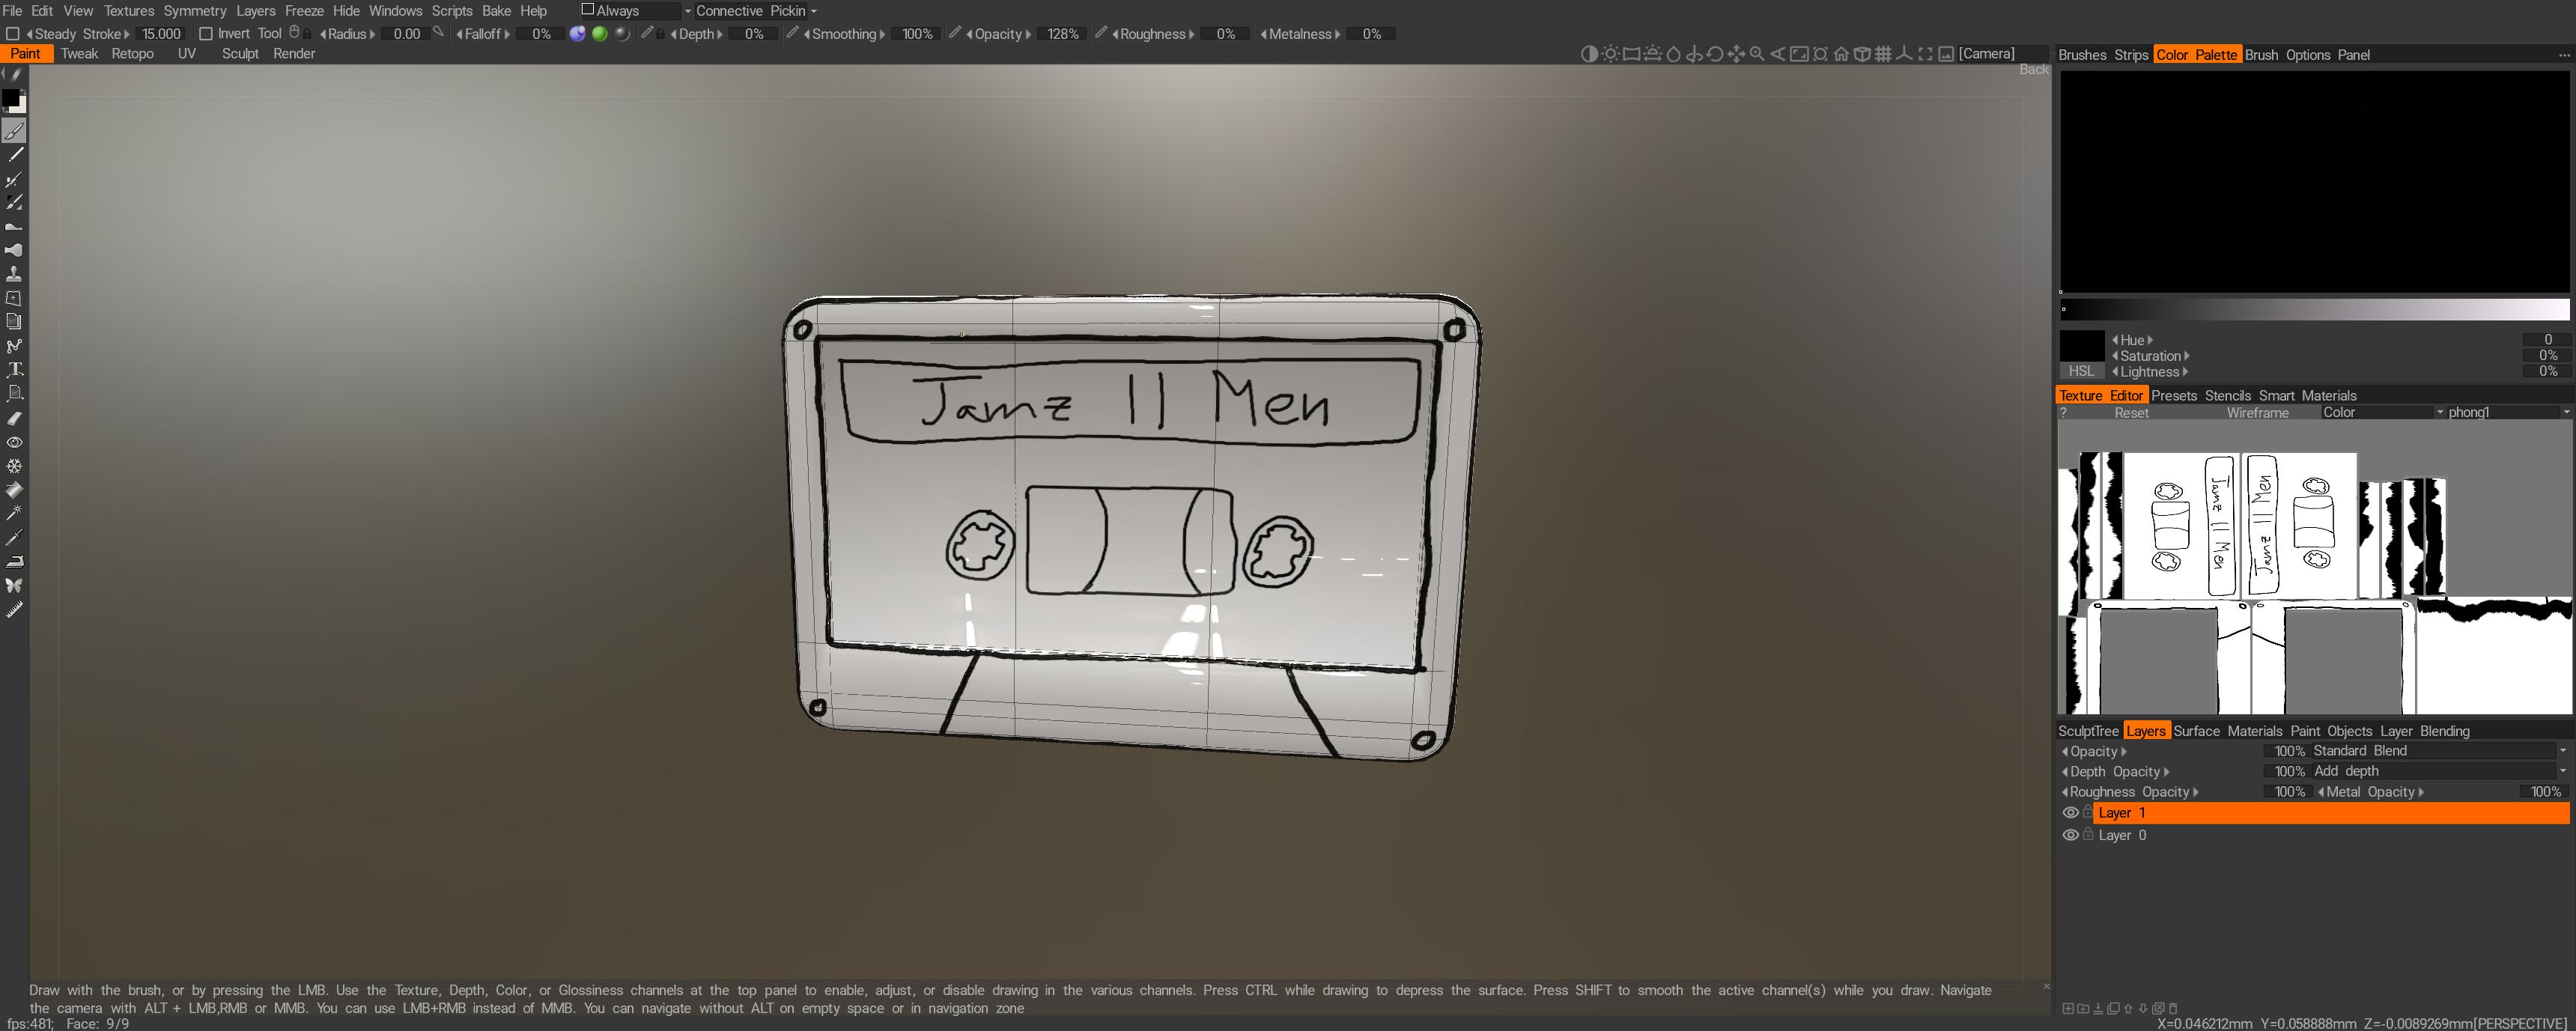 File Edit View Textures Symmetry Layers Freeze Hide Windows Scripts Bake Help Always Connective Pickin
Steady Stroke 15.000 Invert Tool Radius 0.00 Falloff 0% Depth 0% Smoothing 100% Opacity 128% Roughness 0% Metalness 0%
Paint Tweak Retopo UV Sculpt Render [Camera]
Back
Jamz II Men
Brushes Strips Color Palette Brush Options Panel
Hue 0
Saturation 0%
HSL Lightness 0%
Texture Editor Presets Stencils Smart Materials
? Reset Wireframe Color phong1
Jamz II Men
Jamz II Men
SculptTree Layers Surface Materials Paint Objects Layer Blending
Opacity 100% Standard Blend
Depth Opacity 100% Add depth
Roughness Opacity 100% Metal Opacity 100%
Layer 1
Layer 0
Draw with the brush, or by pressing the LMB. Use the Texture, Depth, Color, or Glossiness channels at the top panel to enable, adjust, or disable drawing in the various channels. Press CTRL while drawing to depress the surface. Press SHIFT to smooth the active channel(s) while you draw. Navigate
the camera with ALT + LMB,RMB or MMB. You can use LMB+RMB instead of MMB. You can navigate without ALT on empty space or in navigation zone
fps:481; Face: 9/9
X=0.046212mm Y=0.058888mm Z=-0.0089269mm[PERSPECTIVE]